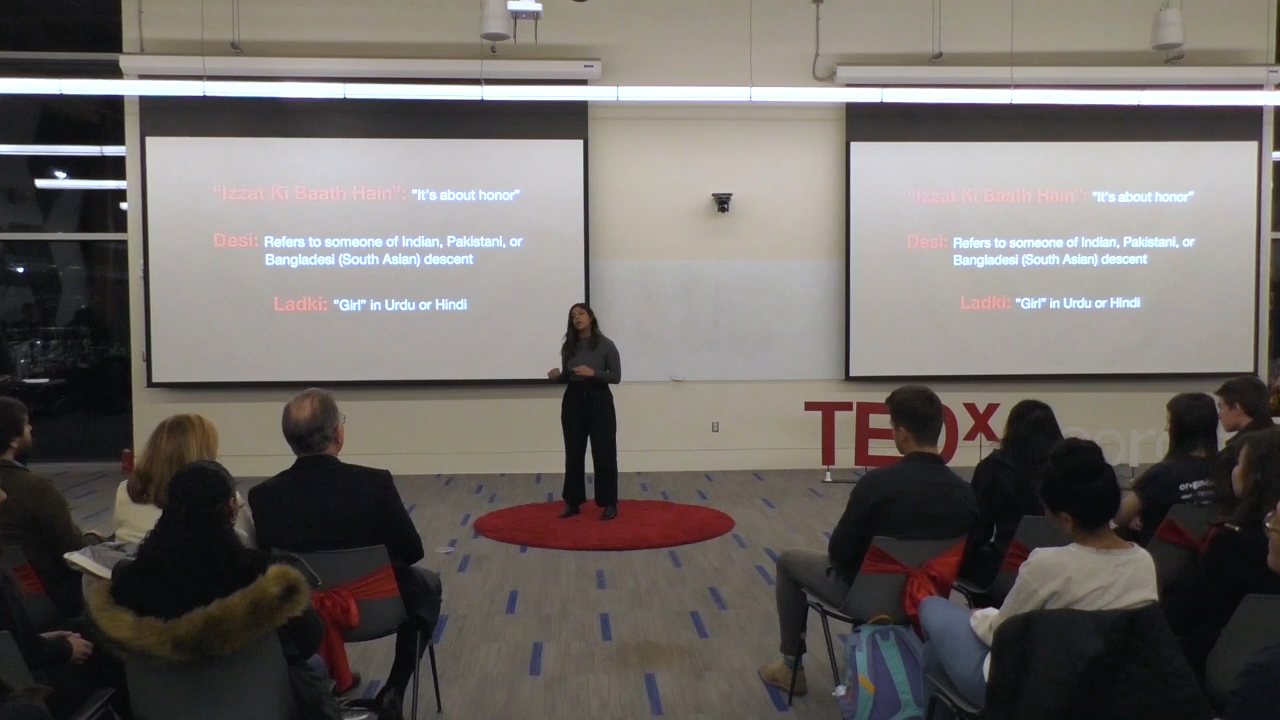 "Izzat Ki Baath Hain": "It's about honor"
Desi: Refers to someone of Indian, Pakistani, or
Bangladesi (South Asian) descent
Ladki: "Girl" in Urdu or Hindi
"Izzat Ki Baath Hain": "It's about honor"
Desi: Refers to someone of Indian, Pakistani, or
Bangladesi (South Asian) descent
Ladki: "Girl" in Urdu or Hindi
TEDx